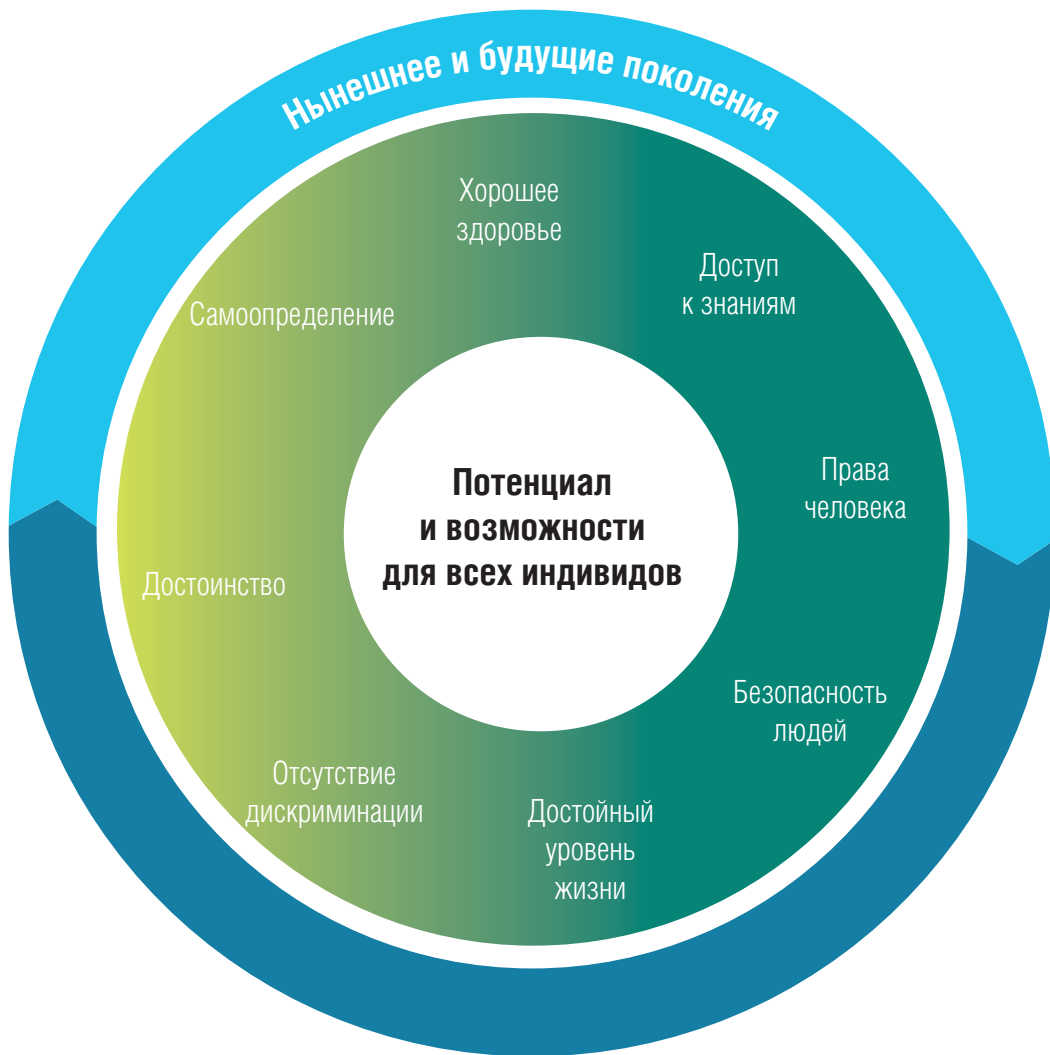 Нынешнее и будущие поколения
Хорошее
здоровье
Доступ
к знаниям
Самоопределение
Права
человека
Потенциал
и возможности
для всех индивидов
Достоинство
Безопасность
людей
Отсутствие
дискриминации
Достойный
уровень
жизни